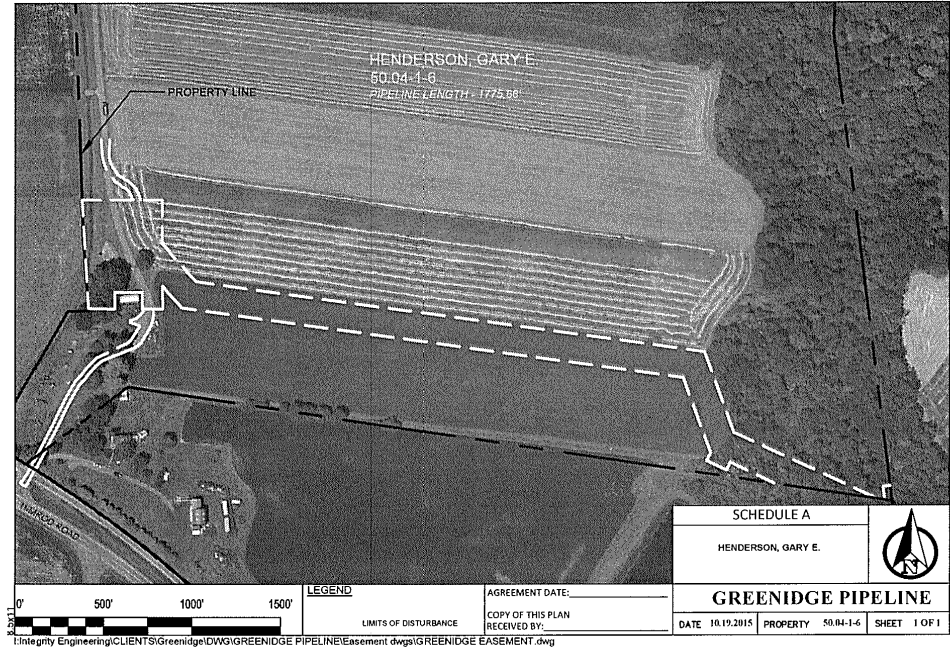 HENDERSON, GARY E.
50.04-1-6
PIPELINE LENGTH - 1775.66'
PROPERTY LINE
ROAD
SCHEDULE A
HENDERSON, GARY E.
N
GREENIDGE PIPELINE
DATE 10.19.2015 PROPERTY 50.04-1-6 SHEET 1 OF 1
0' 500' 1000' 1500'
LEGEND
LIMITS OF DISTURBANCE
AGREEMENT DATE:
COPY OF THIS PLAN
RECEIVED BY:
8.5x11
I:\Integrity Engineering\CLIENTS\Greenidge\DWG\GREENIDGE PIPELINE\Easement dwgs\GREENIDGE EASEMENT.dwg